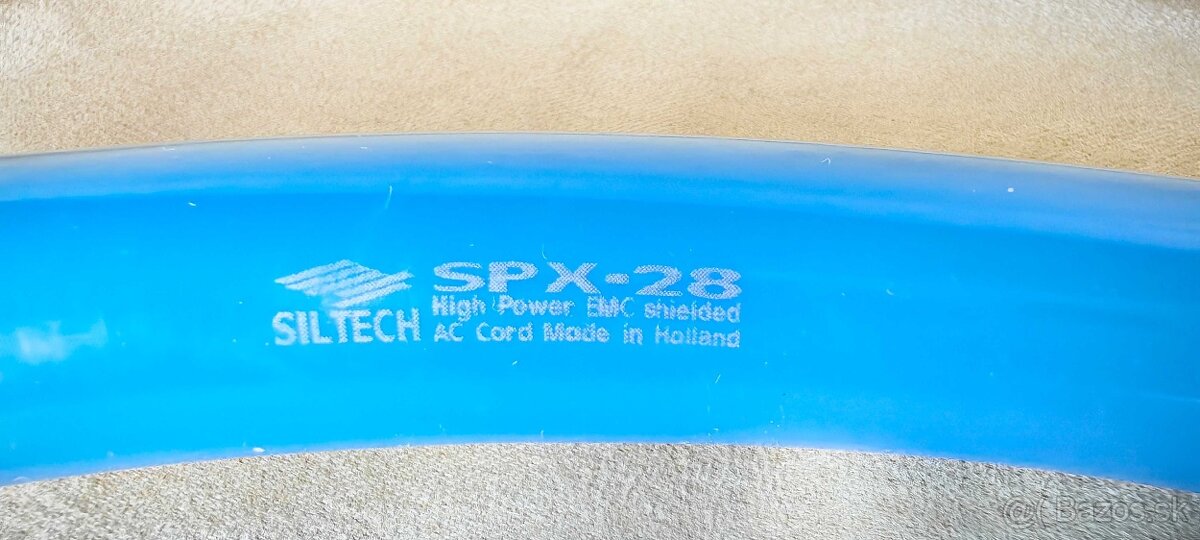 SILTECH
SPX-28
High Power EMC shielded
AC Cord Made in Holland
@( Bazos.sk